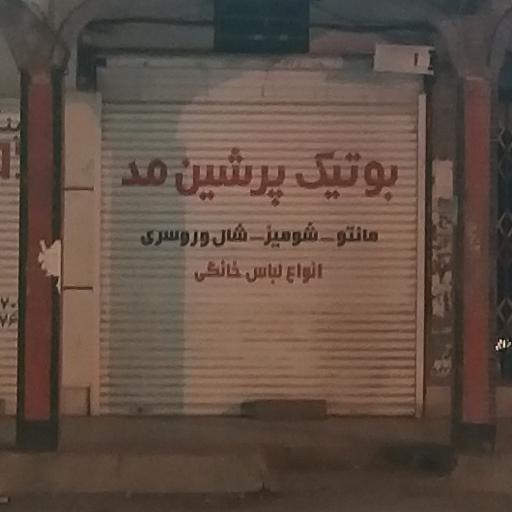 بوتیک پرشین مد
مانتو - شومیز - شال و روسری
انواع لباس خانگی